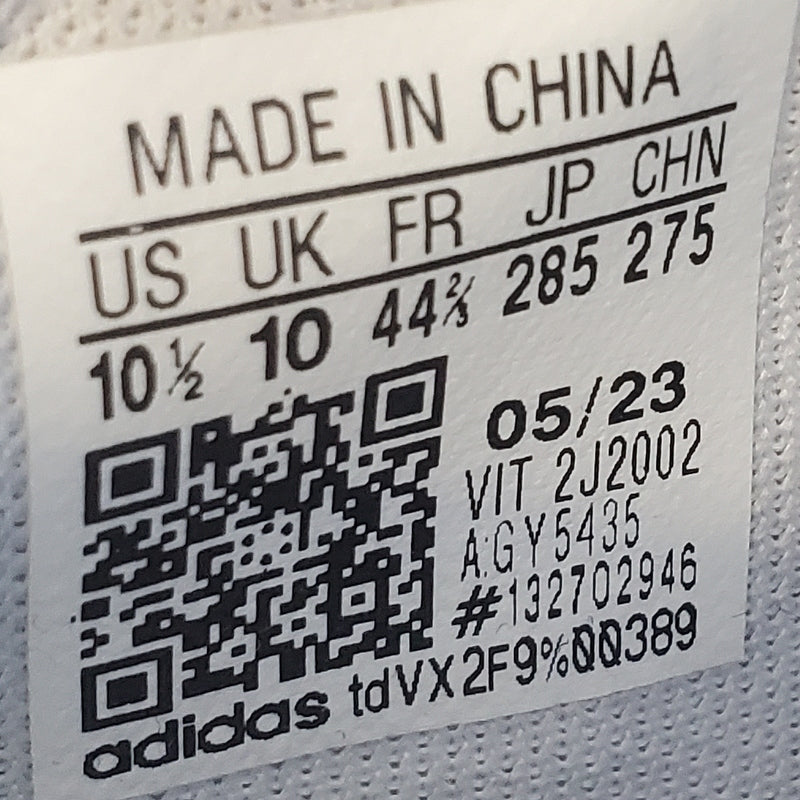 MADE IN CHINA
US UK FR JP CHN
10½ 10 44⅔ 285 275
05/23
VIT 2J2002
A:GY5435
#132702946
adidas tdVX2F9%00389